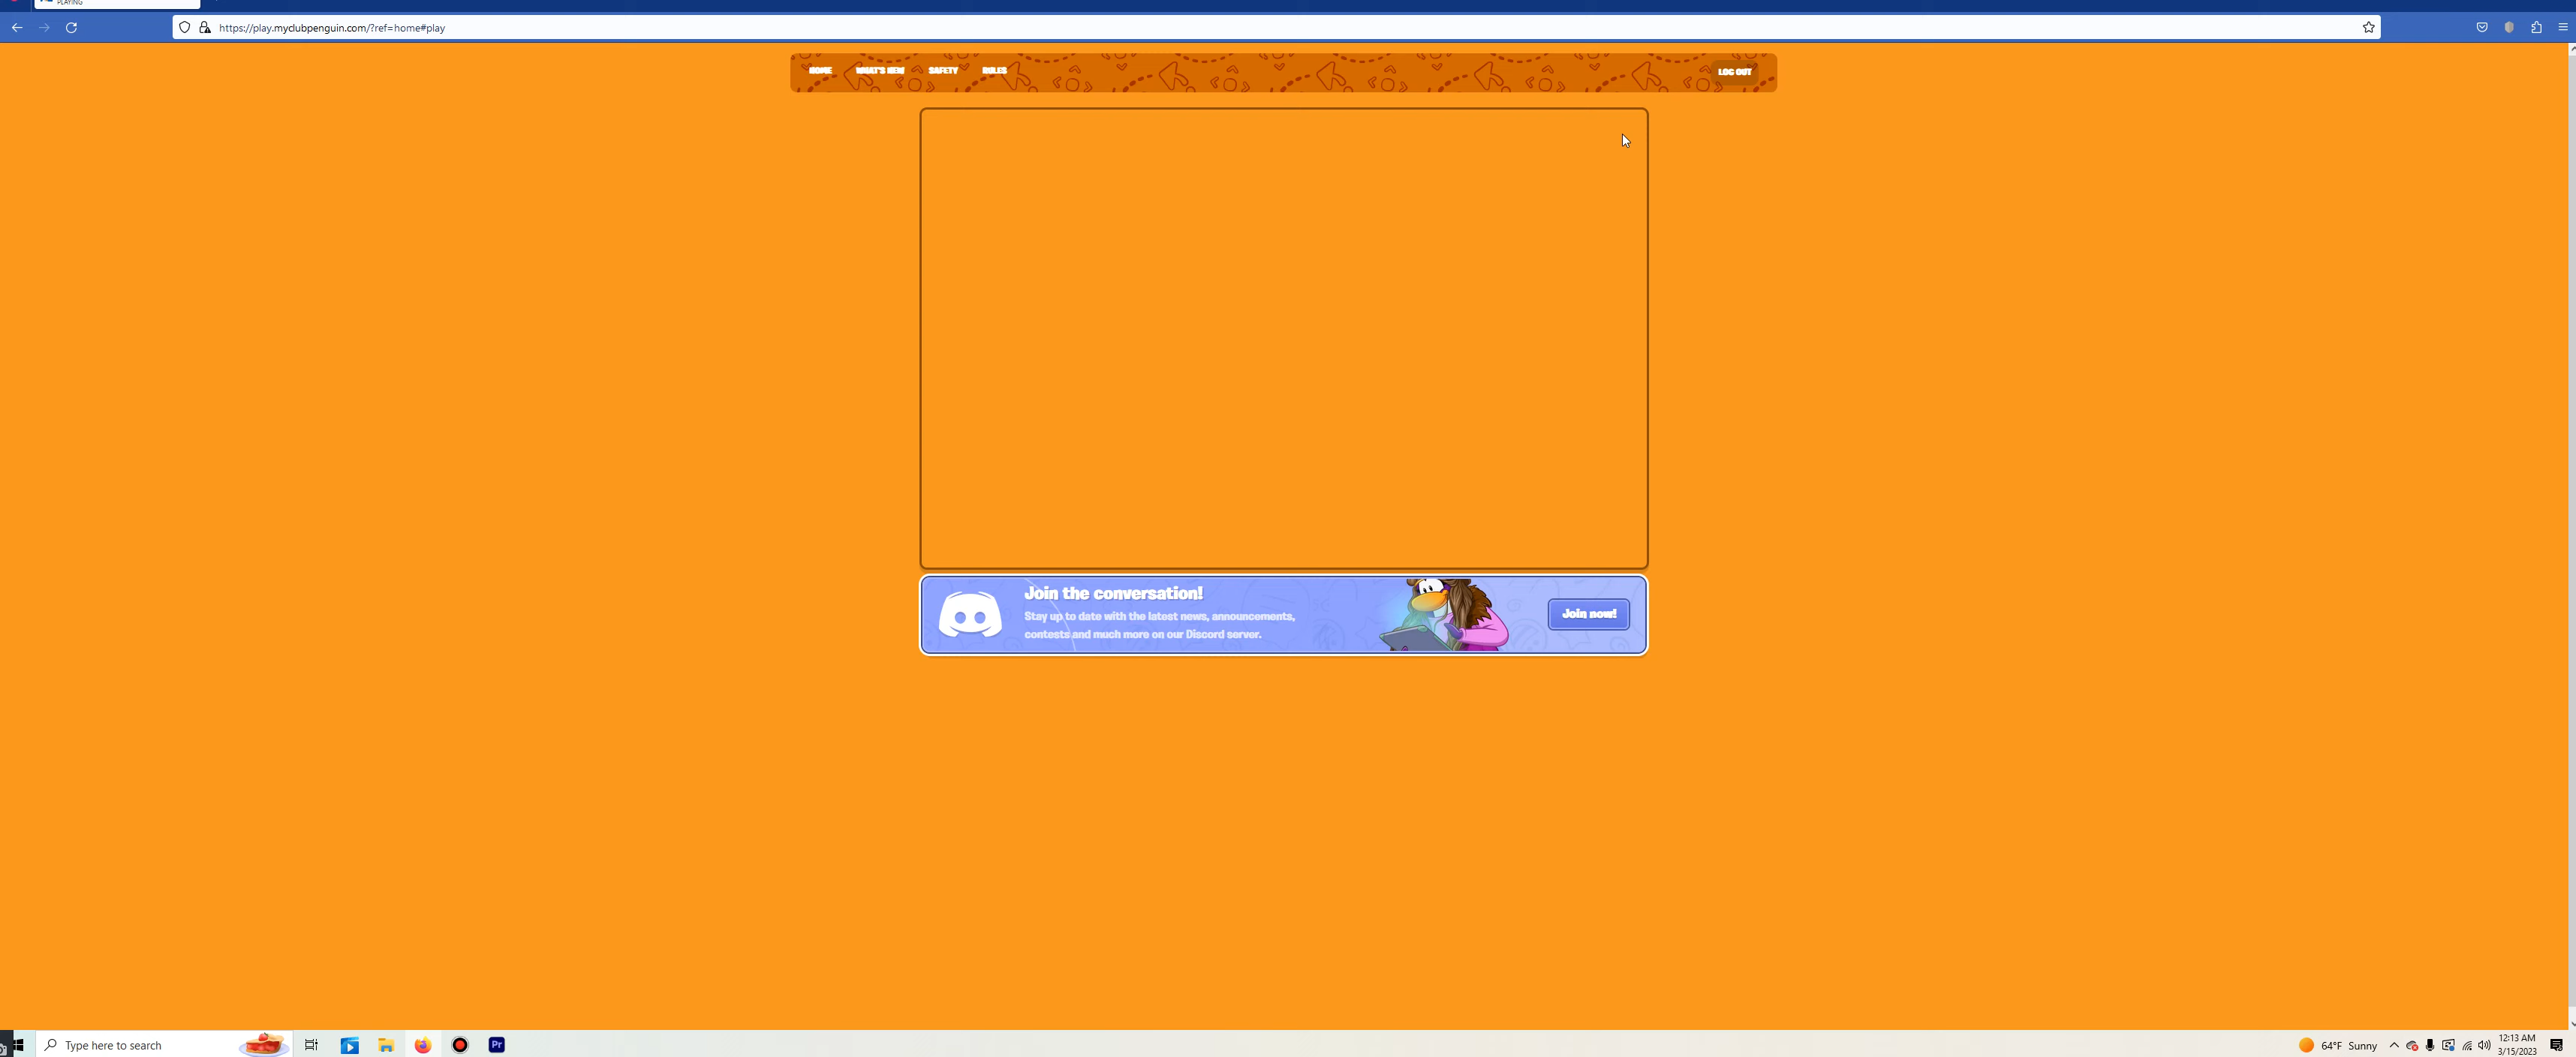 PLAYING
https://play.myclubpenguin.com/?ref=home#play
HOME WHAT'S NEW SAFETY RULES LOG OUT
Join the conversation!
Stay up to date with the latest news, announcements,
contests and much more on our Discord server.
Join now!
Type here to search
Pr
64°F Sunny
12:13 AM
3/15/2023